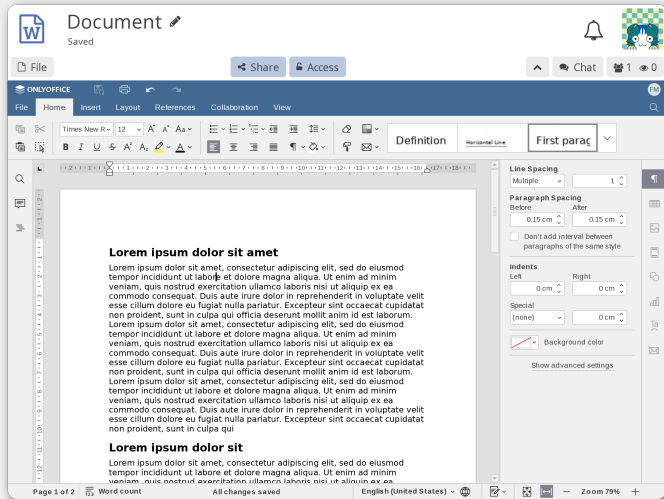 Document
Saved
File
Share
Access
Chat
1
0
ONLYOFFICE
FM
File Home Insert Layout References Collaboration View
Times New R
12
Definition
Horizontal Line
First parag
Lorem ipsum dolor sit amet
Lorem ipsum dolor sit amet, consectetur adipiscing elit, sed do eiusmod
tempor incididunt ut labore et dolore magna aliqua. Ut enim ad minim
veniam, quis nostrud exercitation ullamco laboris nisi ut aliquip ex ea
commodo consequat. Duis aute irure dolor in reprehenderit in voluptate velit
esse cillum dolore eu fugiat nulla pariatur. Excepteur sint occaecat cupidatat
non proident, sunt in culpa qui officia deserunt mollit anim id est laborum.
Lorem ipsum dolor sit amet, consectetur adipiscing elit, sed do eiusmod
tempor incididunt ut labore et dolore magna aliqua. Ut enim ad minim
veniam, quis nostrud exercitation ullamco laboris nisi ut aliquip ex ea
commodo consequat. Duis aute irure dolor in reprehenderit in voluptate velit
esse cillum dolore eu fugiat nulla pariatur. Excepteur sint occaecat cupidatat
non proident, sunt in culpa qui officia deserunt mollit anim id est laborum.
Lorem ipsum dolor sit amet, consectetur adipiscing elit, sed do eiusmod
tempor incididunt ut labore et dolore magna aliqua. Ut enim ad minim
veniam, quis nostrud exercitation ullamco laboris nisi ut aliquip ex ea
commodo consequat. Duis aute irure dolor in reprehenderit in voluptate velit
esse cillum dolore eu fugiat nulla pariatur. Excepteur sint occaecat cupidatat
non proident, sunt in culpa qui
Lorem ipsum dolor sit
Lorem ipsum dolor sit amet, consectetur adipiscing elit, sed do eiusmod
tempor incididunt ut labore et dolore magna aliqua. Ut enim ad minim
veniam, quis nostrud exercitation ullamco laboris nisi ut aliquip ex ea
Line Spacing
Multiple
1
Paragraph Spacing
Before After
0.15 cm 0.15 cm
Don't add interval between
paragraphs of the same style
Indents
Left Right
0 cm 0 cm
Special
(none) 0 cm
Background color
Show advanced settings
Page 1 of 2
Word count
All changes saved
English (United States)
Zoom 79%